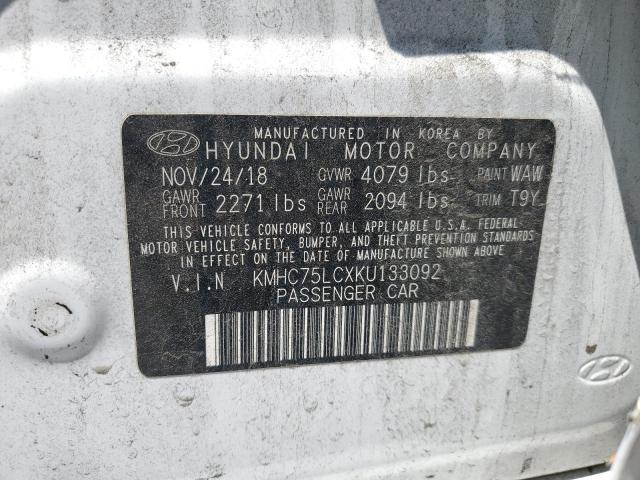 MANUFACTURED IN KOREA BY
HYUNDAI MOTOR COMPANY
NOV/24/18 GVWR 4079 lbs PAINT WAW
GAWR FRONT 2271 lbs GAWR REAR 2094 lbs TRIM T9Y
THIS VEHICLE CONFORMS TO ALL APPLICABLE U.S.A. FEDERAL
MOTOR VEHICLE SAFETY, BUMPER, AND THEFT PREVENTION STANDARDS
IN EFFECT ON THE DATE OF MANUFACTURE SHOWN ABOVE
V.I.N KMHC75LCXKU133092
PASSENGER CAR